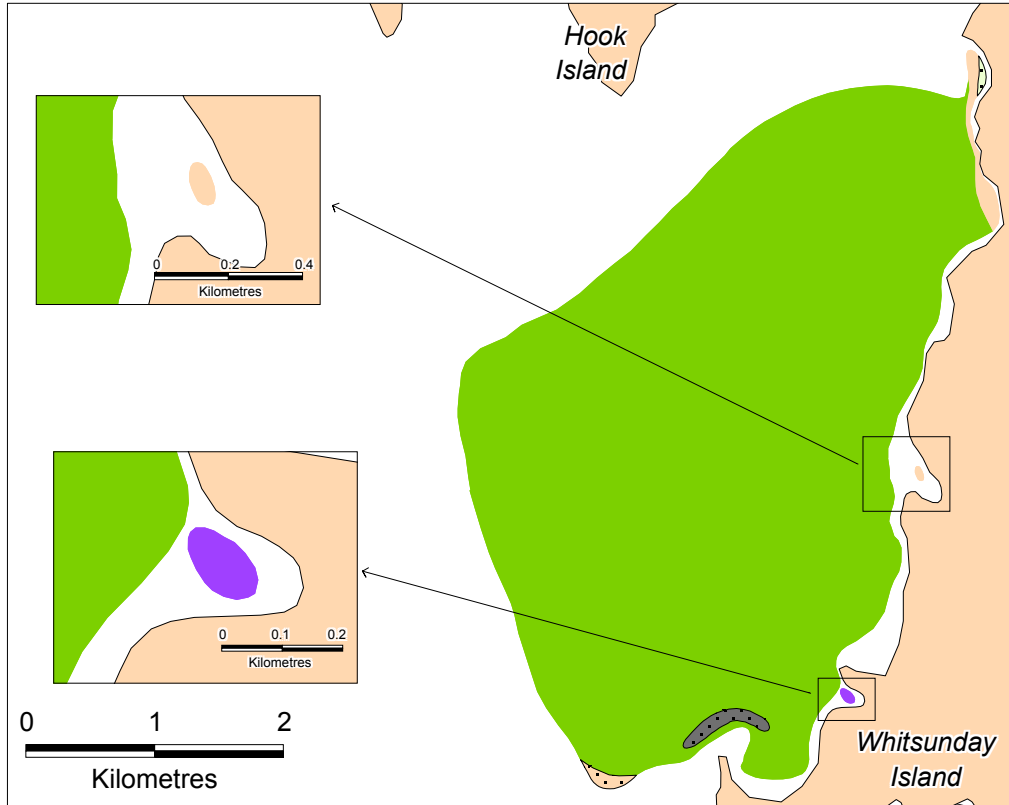 Hook
Island
0 0.2 0.4
Kilometres
0 0.1 0.2
Kilometres
0 1 2
Kilometres
Whitsunday
Island